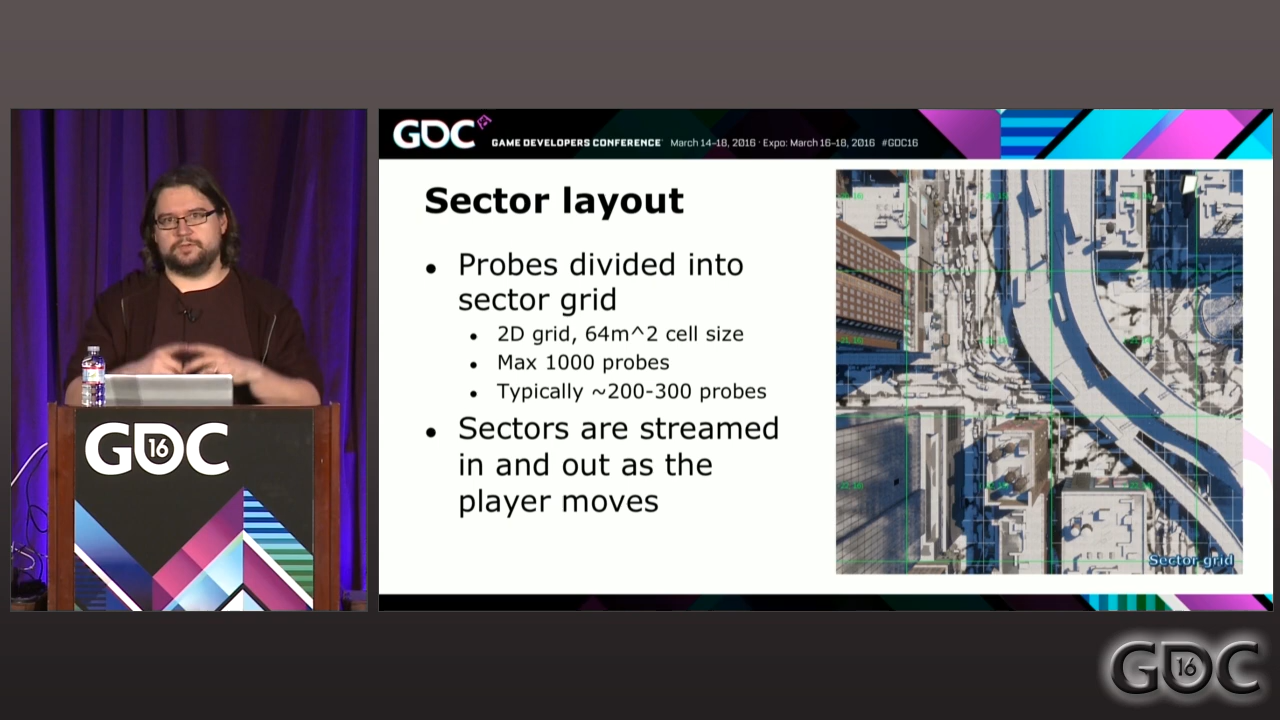 GDC
GAME DEVELOPERS CONFERENCE March 14-18, 2016 · Expo: March 16-18, 2016 #GDC16
Sector layout
• Probes divided into
sector grid
• 2D grid, 64m^2 cell size
• Max 1000 probes
• Typically ~200-300 probes
• Sectors are streamed
in and out as the
player moves
Sector grid
GDC
16
GDC
16